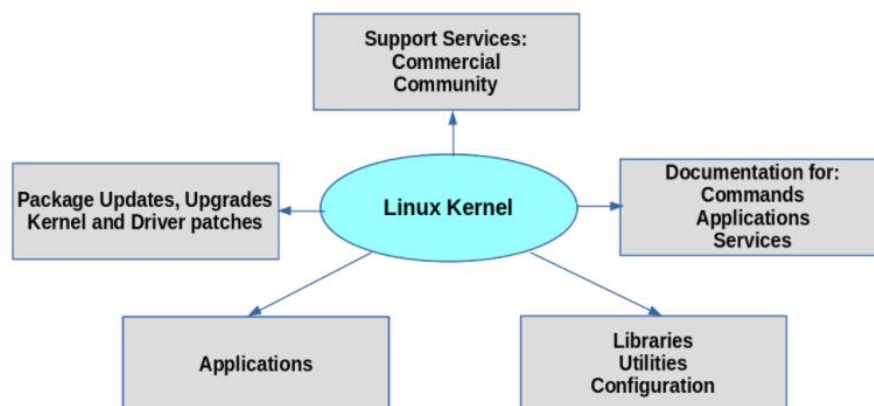 Support Services:
Commercial
Community
Package Updates, Upgrades
Kernel and Driver patches
Linux Kernel
Documentation for:
Commands
Applications
Services
Applications
Libraries
Utilities
Configuration